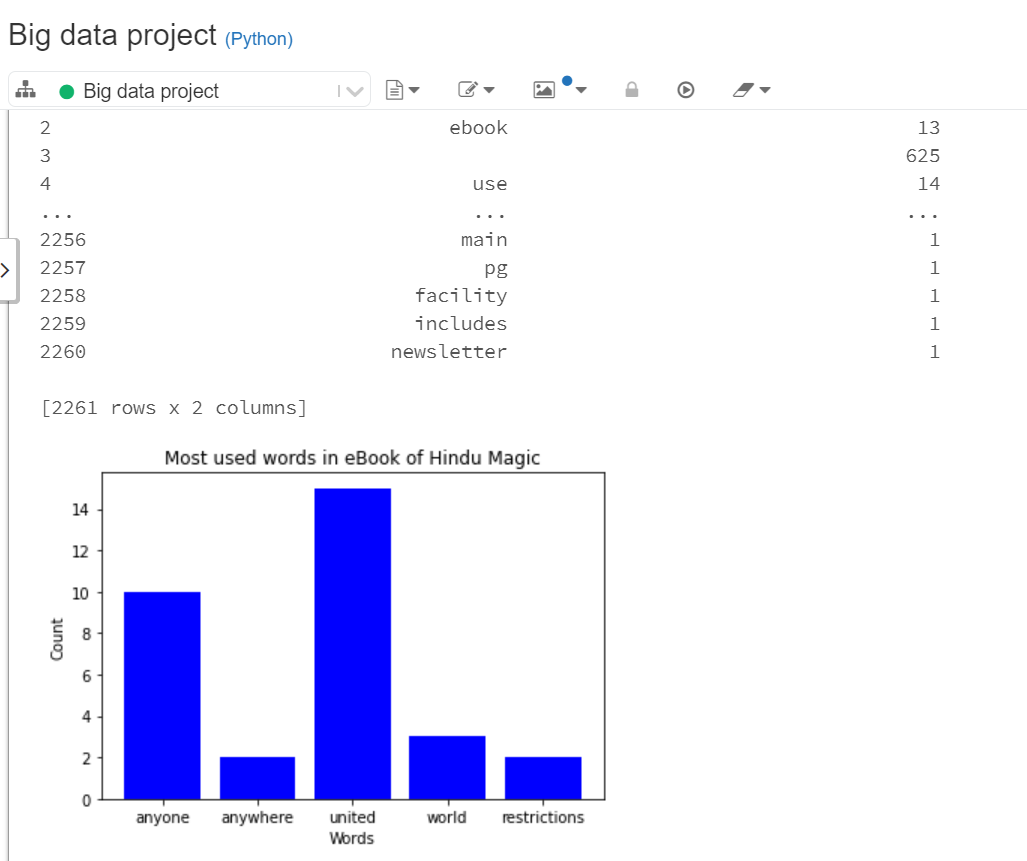 Big data project (Python)
Big data project
2 ebook 13
3 625
4 use 14
... ... ...
2256 main 1
2257 pg 1
2258 facility 1
2259 includes 1
2260 newsletter 1
[2261 rows x 2 columns]
Most used words in eBook of Hindu Magic
14
12
10
8
6
4
2
0
Count
anyone anywhere united world restrictions
Words